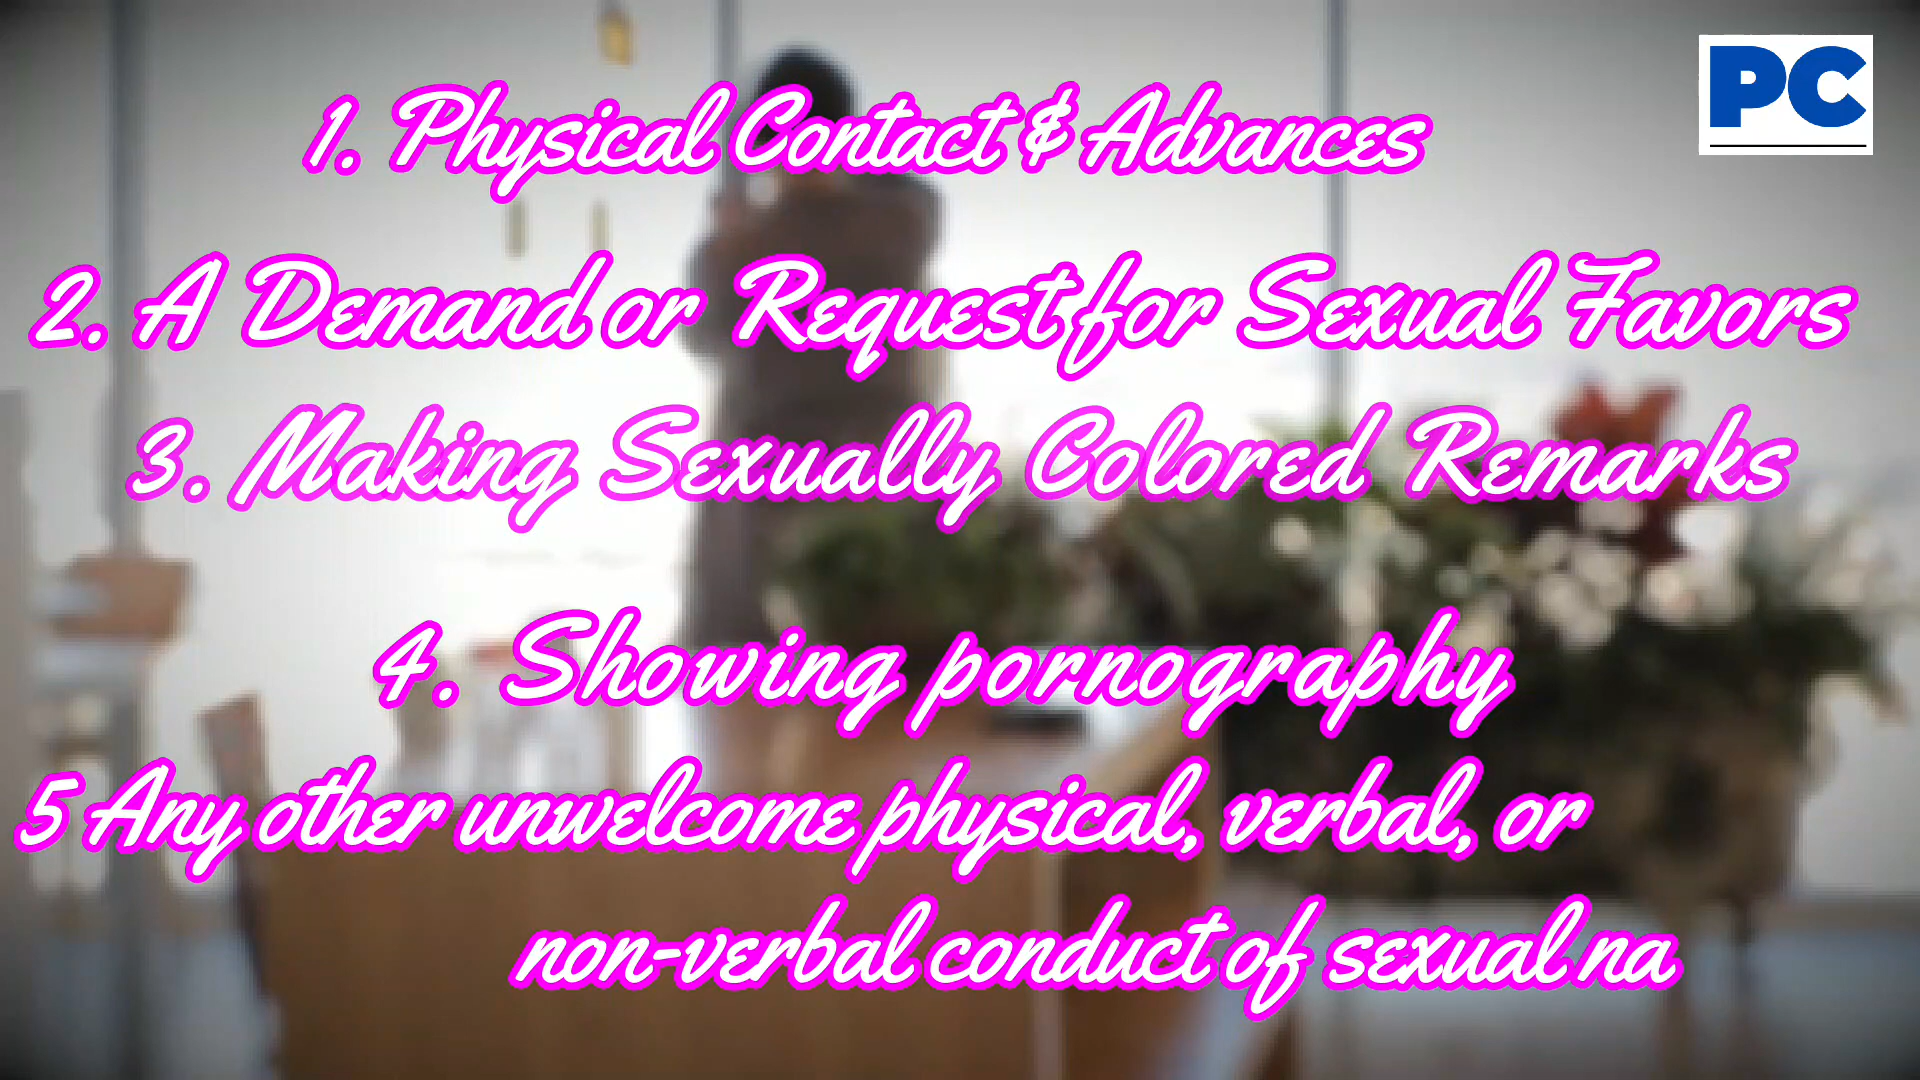 PC
1. Physical Contact & Advances
2. A Demand or Request for Sexual Favors
3. Making Sexually Colored Remarks
4. Showing pornography
5 Any other unwelcome physical, verbal, or
non-verbal conduct of sexual na